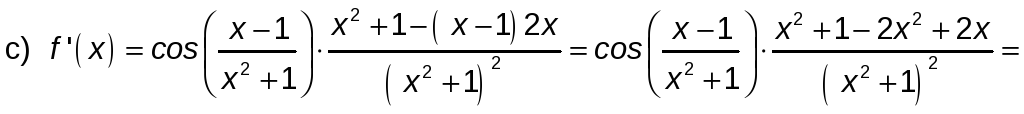 c) f'(x) = cos((x−1)/(x²+1)) · (x²+1−(x−1)2x)/(x²+1)² = cos((x−1)/(x²+1)) · (x²+1−2x²+2x)/(x²+1)² =